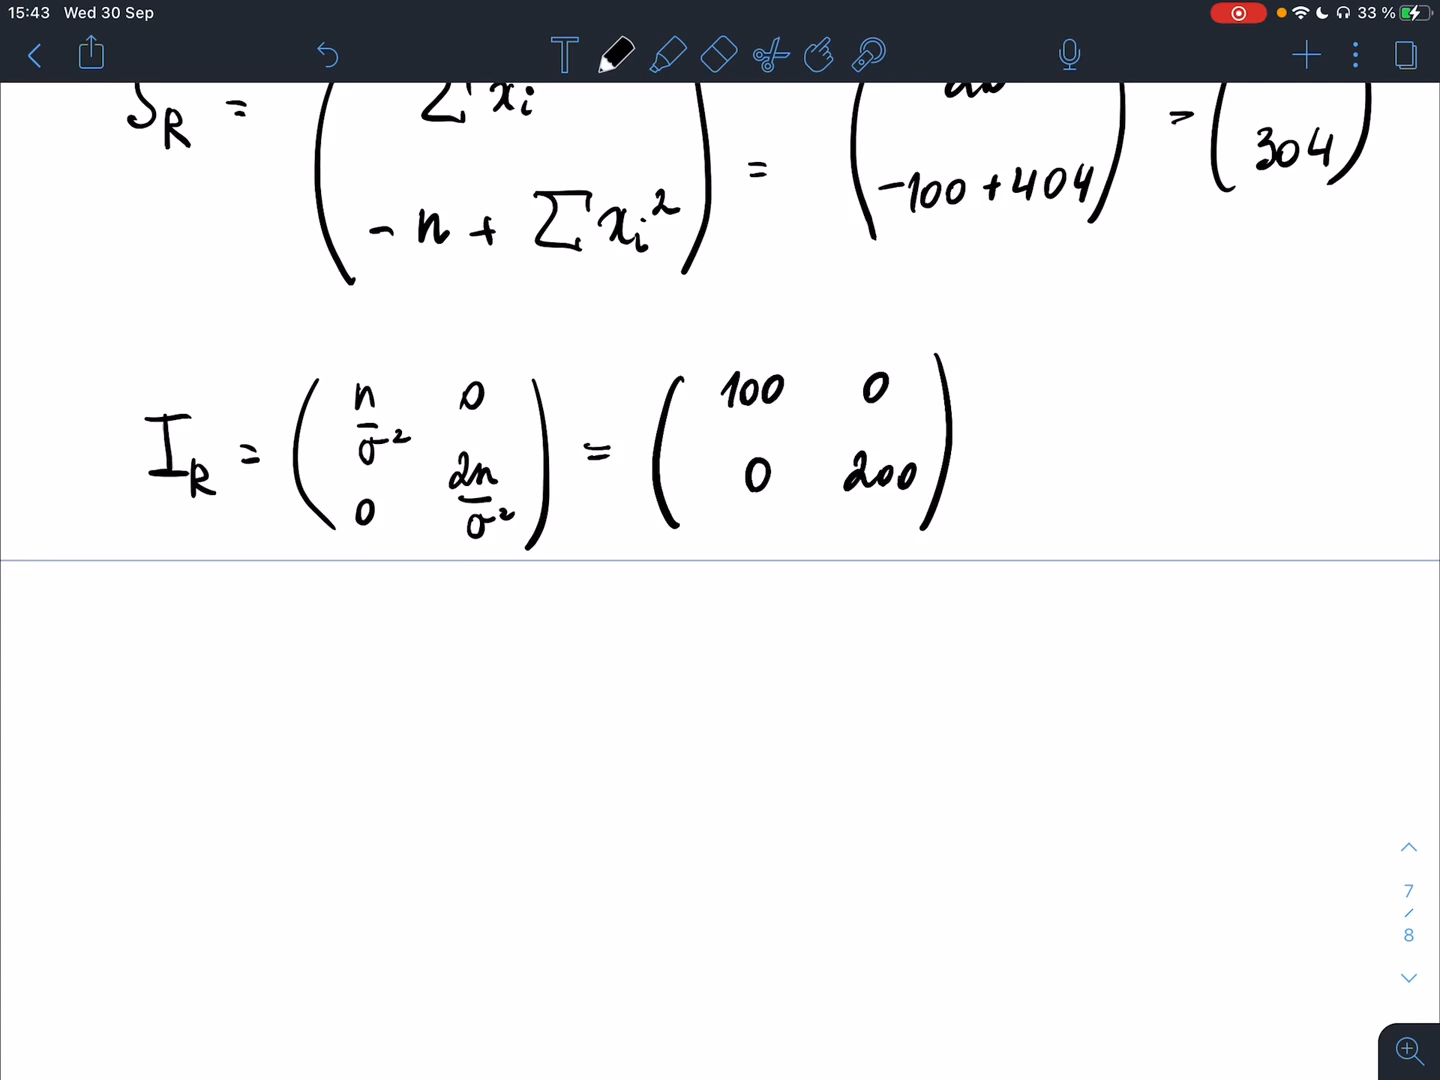 15:43 Wed 30 Sep 33 %
S_R = ( Σ x_i = ( 20 = (
- n + Σ x_i² ) -100 + 404 ) 304 )
I_R = ( n/σ² 0 = ( 100 0
0 2n/σ² ) 0 200 )
7
/
8